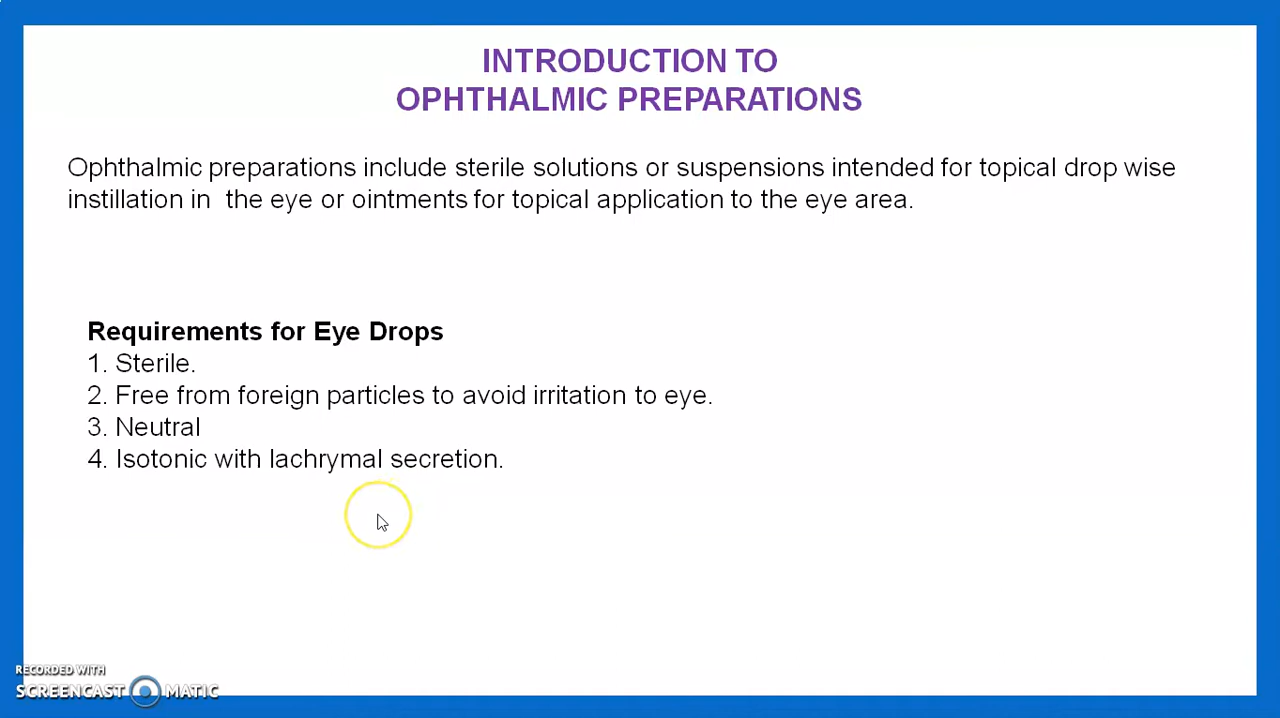 INTRODUCTION TO
OPHTHALMIC PREPARATIONS
Ophthalmic preparations include sterile solutions or suspensions intended for topical drop wise
instillation in the eye or ointments for topical application to the eye area.
Requirements for Eye Drops
1. Sterile.
2. Free from foreign particles to avoid irritation to eye.
3. Neutral
4. Isotonic with lachrymal secretion.
RECORDED WITH
SCREENCAST MATIC